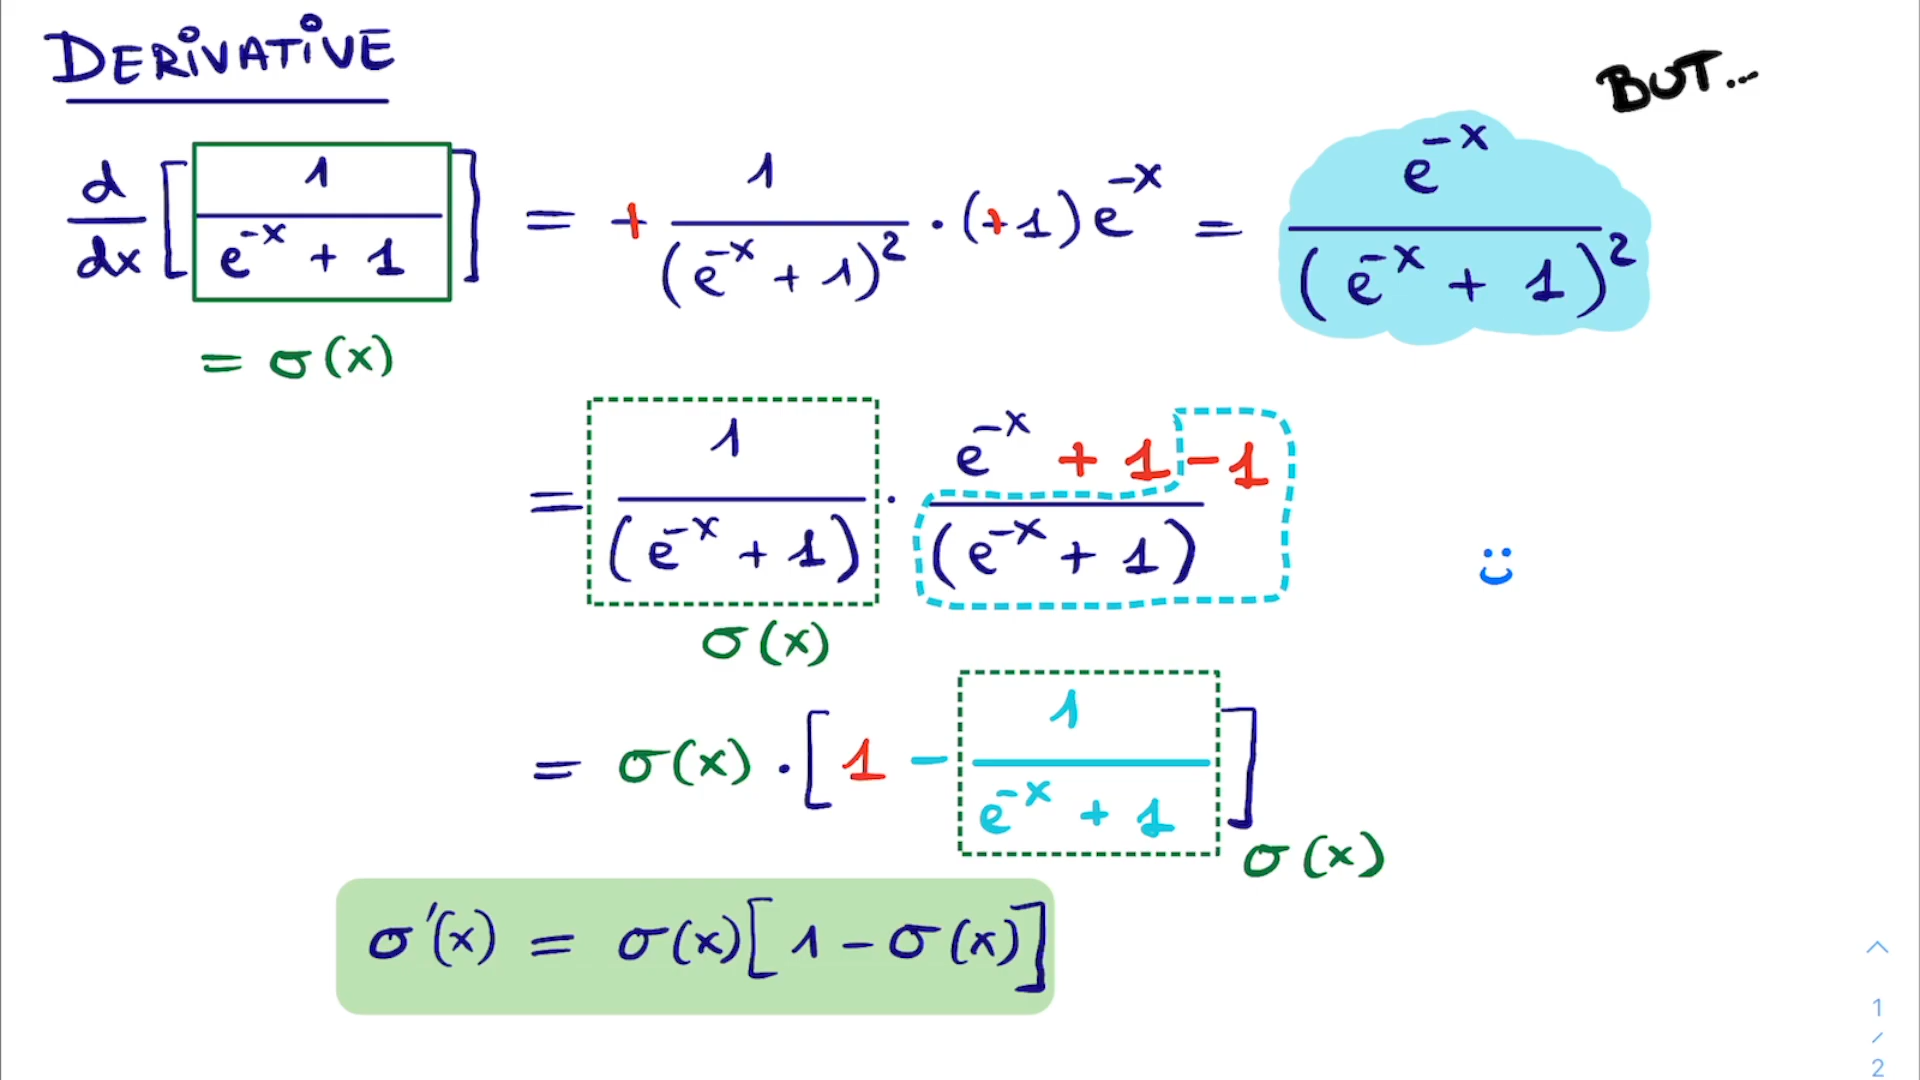 DERIVATIVE
BUT...
d/dx [ 1/(e^-x + 1) ] = + 1/(e^-x + 1)^2 · (+1) e^-x = e^-x/(e^-x + 1)^2
= σ(x)
= 1/(e^-x + 1) · (e^-x + 1 - 1)/(e^-x + 1)
σ(x)
= σ(x) · [ 1 - 1/(e^-x + 1) ]
σ(x)
σ'(x) = σ(x)[1 - σ(x)]
1
/
2